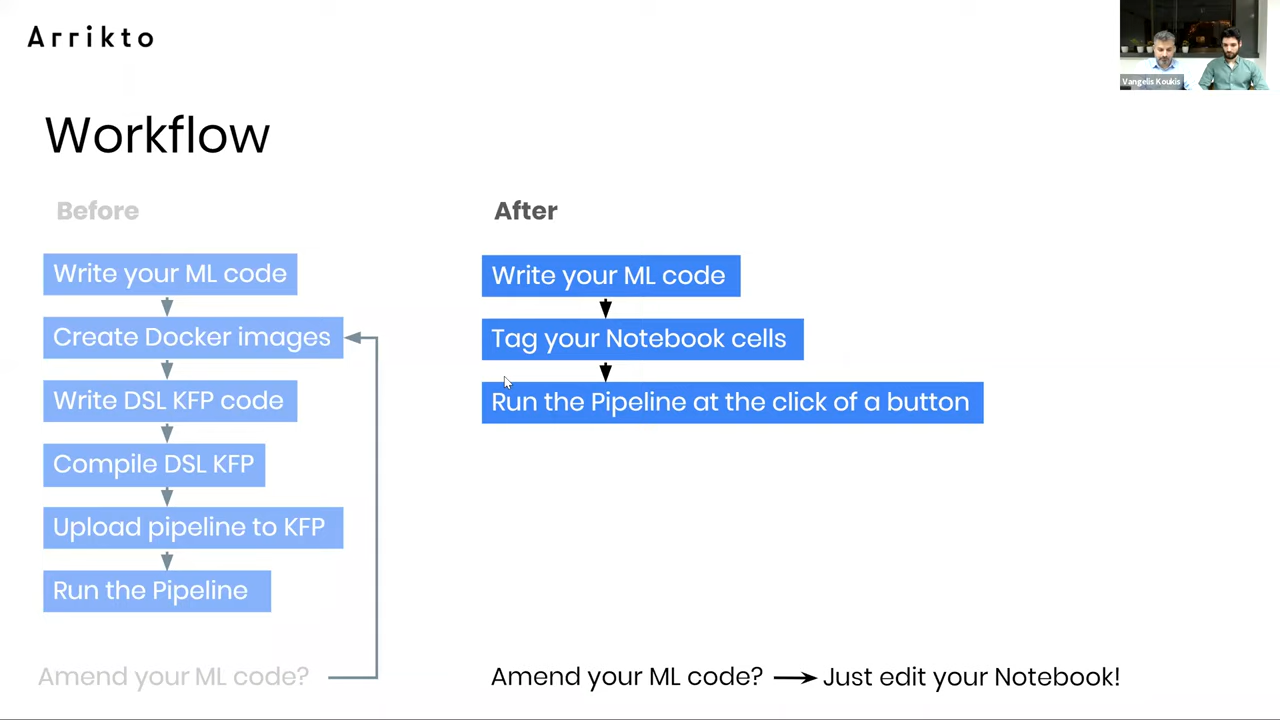 Arrikto
Vangelis Koukis
Workflow
Before
Write your ML code
Create Docker images
Write DSL KFP code
Compile DSL KFP
Upload pipeline to KFP
Run the Pipeline
Amend your ML code?
After
Write your ML code
Tag your Notebook cells
Run the Pipeline at the click of a button
Amend your ML code? Just edit your Notebook!